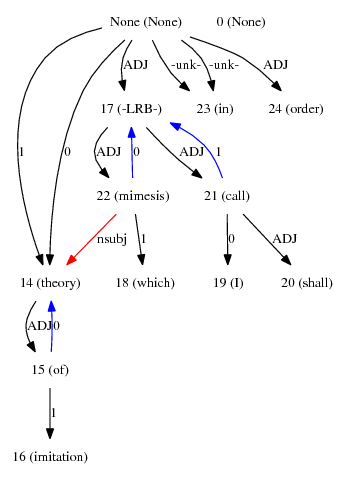 None (None) 0 (None)
ADJ -unk- -unk- ADJ
17 (-LRB-) 23 (in) 24 (order)
1 0 ADJ 0 ADJ 1
22 (mimesis) 21 (call)
nsubj 1 0 ADJ
14 (theory) 18 (which) 19 (I) 20 (shall)
ADJ 0
15 (of)
1
16 (imitation)